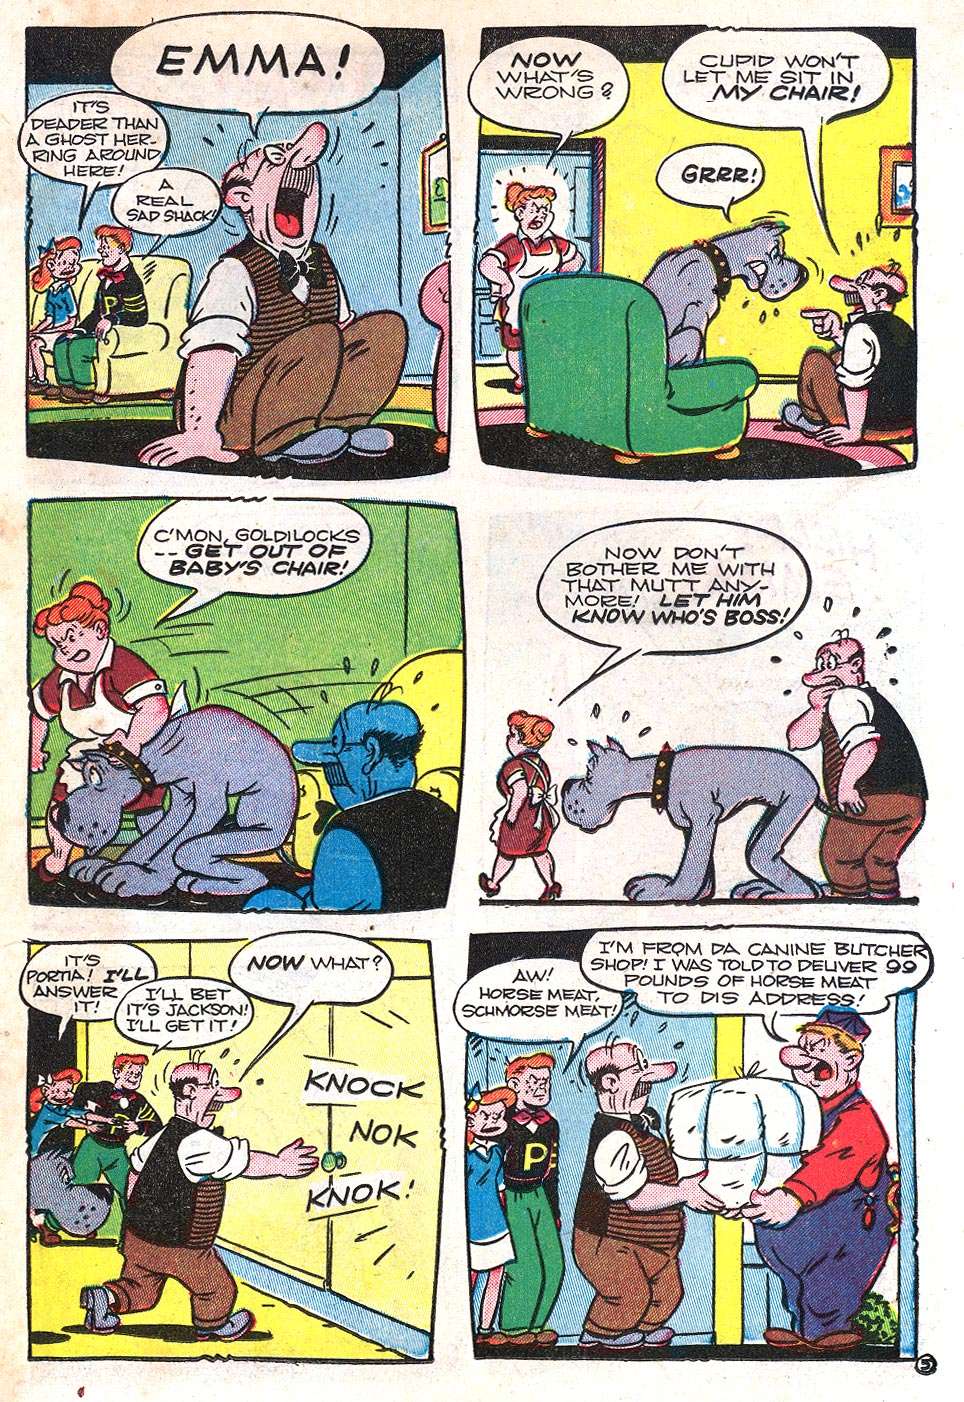 EMMA!
IT'S
DEADER THAN
A GHOST HER-
RING AROUND
HERE!
A
REAL
SAD SHACK!
NOW
WHAT'S
WRONG?
CUPID WON'T
LET ME SIT IN
MY CHAIR!
GRRR!
C'MON, GOLDILOCKS
-- GET OUT OF
BABY'S CHAIR!
NOW DON'T
BOTHER ME WITH
THAT MUTT ANY-
MORE! LET HIM
KNOW WHO'S BOSS!
IT'S
PORTIA! I'LL
ANSWER
IT!
I'LL BET
IT'S JACKSON!
I'LL GET IT!
NOW WHAT?
KNOCK
NOK
KNOK!
P
AW!
HORSE MEAT,
SCHMORSE MEAT!
I'M FROM DA CANINE BUTCHER
SHOP! I WAS TOLD TO DELIVER 99
POUNDS OF HORSE MEAT
TO DIS ADDRESS!
P
5